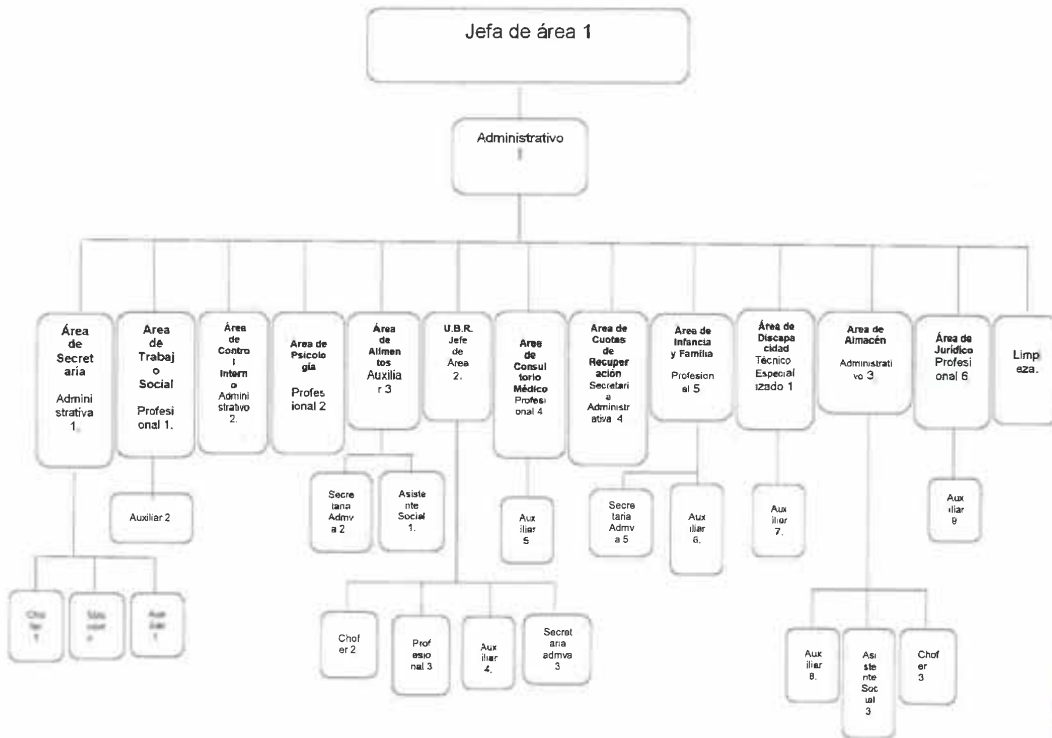 Jefa de área 1
Administrativo
1
Área
de
Secret
aría
Admini
strativa
1.
Area
de
Trabaj
o
Social
Profesi
onal 1.
Área
de
Contro
l
Intern
o
Admini
strativo
2.
Area de
Psicolo
gía
Profes
ional 2
Área
de
Alimen
tos
Auxilia
r 3
U.B.R.
Jefe
de
Area
2.
Area
de
Consul
torio
Médico
Profesi
onal 4
Area de
Cuotas
de
Recuper
ación
Secretari
a
Administr
ativa 4
Área de
Infancia
y Familia
Profesion
al 5
Área de
Discapa
cidad
Técnico
Especial
izado 1
Area de
Almacén
Administrati
vo 3
Área de
Jurídico
Profesi
onal 6
Limpi
eza.
Auxiliar 2
Secre
taria
Admv
a 2
Asiste
nte
Social
1.
Aux
iliar
5
Secre
taria
Admv
a 5
Aux
iliar
6.
Aux
iliar
7.
Aux
iliar
9
Cho
fer
1
Aux
iliar
1
Chof
er 2
Prof
esio
nal 3
Aux
iliar
4.
Secret
aria
admva
3
Aux
iliar
8.
Asi
ste
nte
Soc
ial
3
Chof
er
3